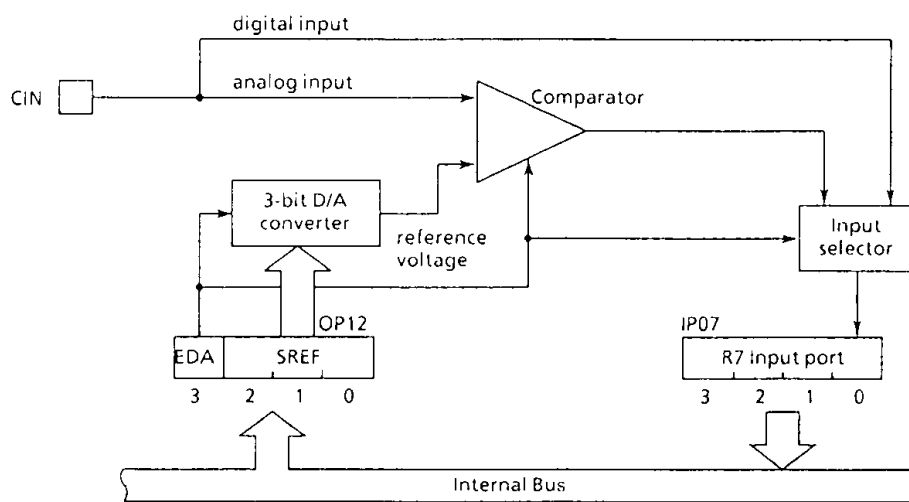 digital input
CiN
analog input
Comparator
3-bit D/A
converter
reference
voltage
Input
selector
OP12
EDA
SREF
3
2
1
0
IP07
R7 Input port
3
2
1
0
Internal Bus